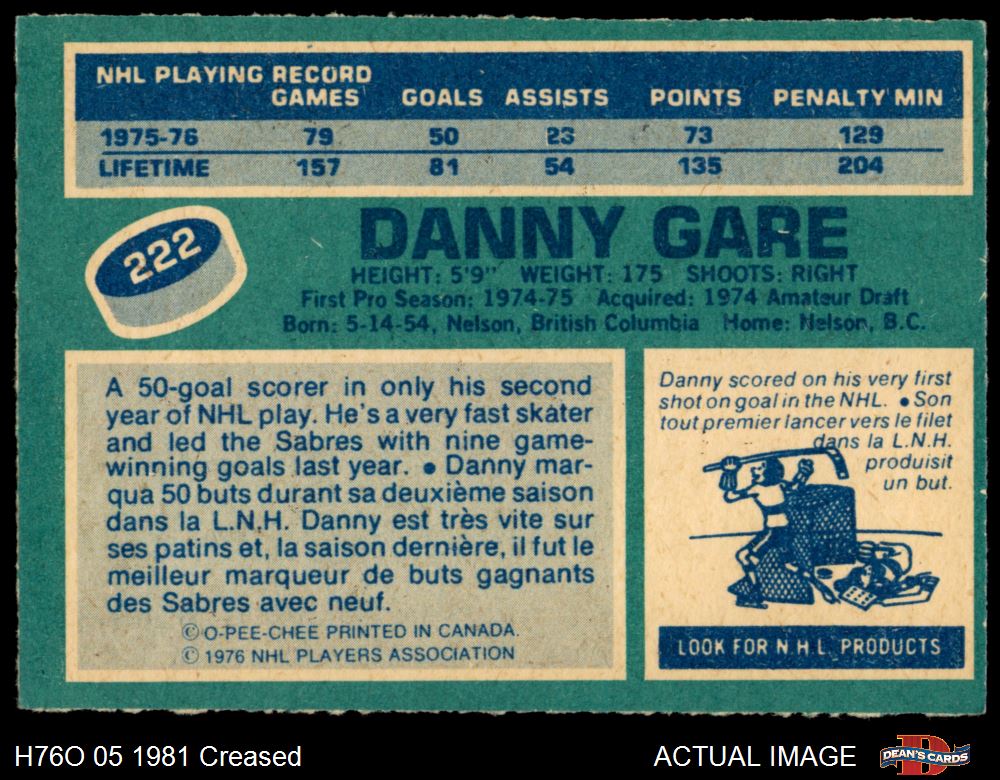 NHL PLAYING RECORD
GAMES GOALS ASSISTS POINTS PENALTY MIN
1975-76 79 50 23 73 129
LIFETIME 157 81 54 135 204
222
DANNY GARE
HEIGHT: 5'9" WEIGHT: 175 SHOOTS: RIGHT
First Pro Season: 1974-75 Acquired: 1974 Amateur Draft
Born: 5-14-54, Nelson, British Columbia Home: Nelson, B.C.
A 50-goal scorer in only his second
year of NHL play. He's a very fast skater
and led the Sabres with nine game-
winning goals last year. ● Danny mar-
qua 50 buts durant sa deuxième saison
dans la L.N.H. Danny est très vite sur
ses patins et, la saison dernière, il fut le
meilleur marqueur de buts gagnants
des Sabres avec neuf.
© O-PEE-CHEE PRINTED IN CANADA.
© 1976 NHL PLAYERS ASSOCIATION
Danny scored on his very first
shot on goal in the NHL. ● Son
tout premier lancer vers le filet
dans la L.N.H.
produisit
un but.
LOOK FOR N.H.L. PRODUCTS
H76O 05 1981 Creased
ACTUAL IMAGE
DEAN'S CARDS